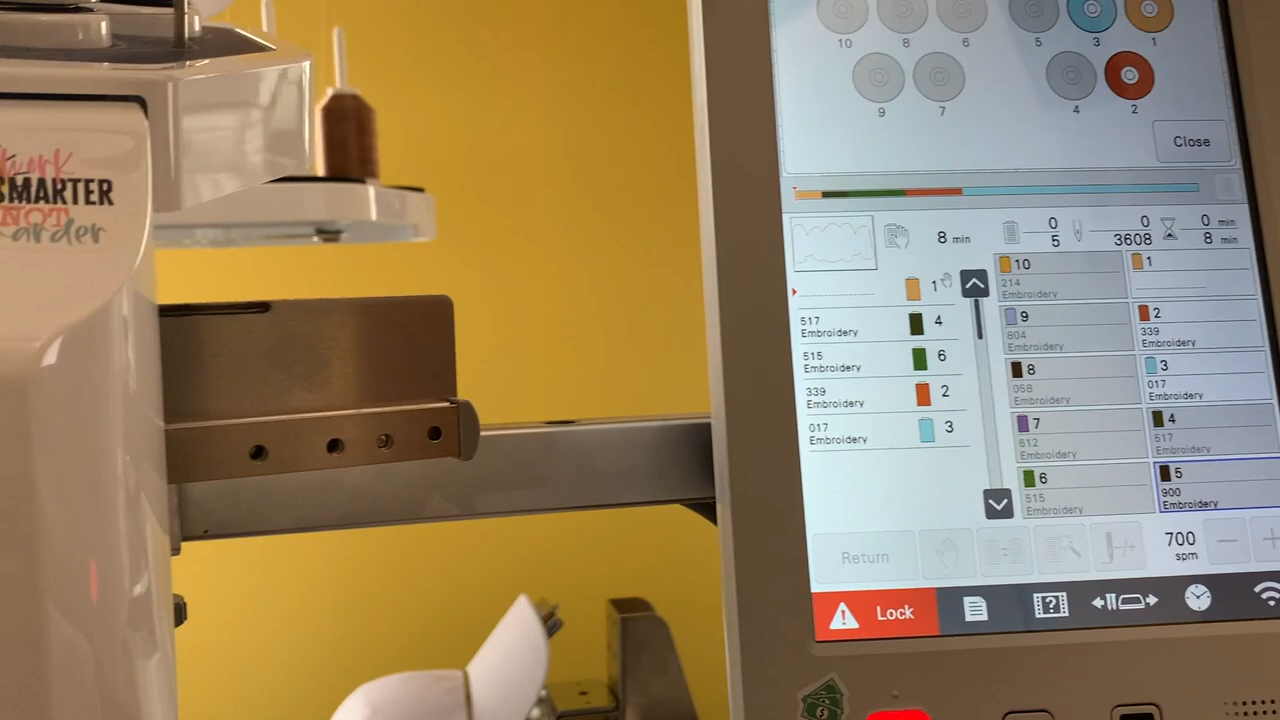 work
SMARTER
NOT
harder
10 8 6 5 3 1
9 7 4 2
Close
8 min
0
5
0
3608
0 min
8 min
1
517
Embroidery
4
515
Embroidery
6
339
Embroidery
2
017
Embroidery
3
10
214
Embroidery
1
9
804
Embroidery
2
339
Embroidery
8
058
Embroidery
3
017
Embroidery
7
612
Embroidery
4
517
Embroidery
6
515
Embroidery
5
900
Embroidery
Return
700
spm
Lock
?
$